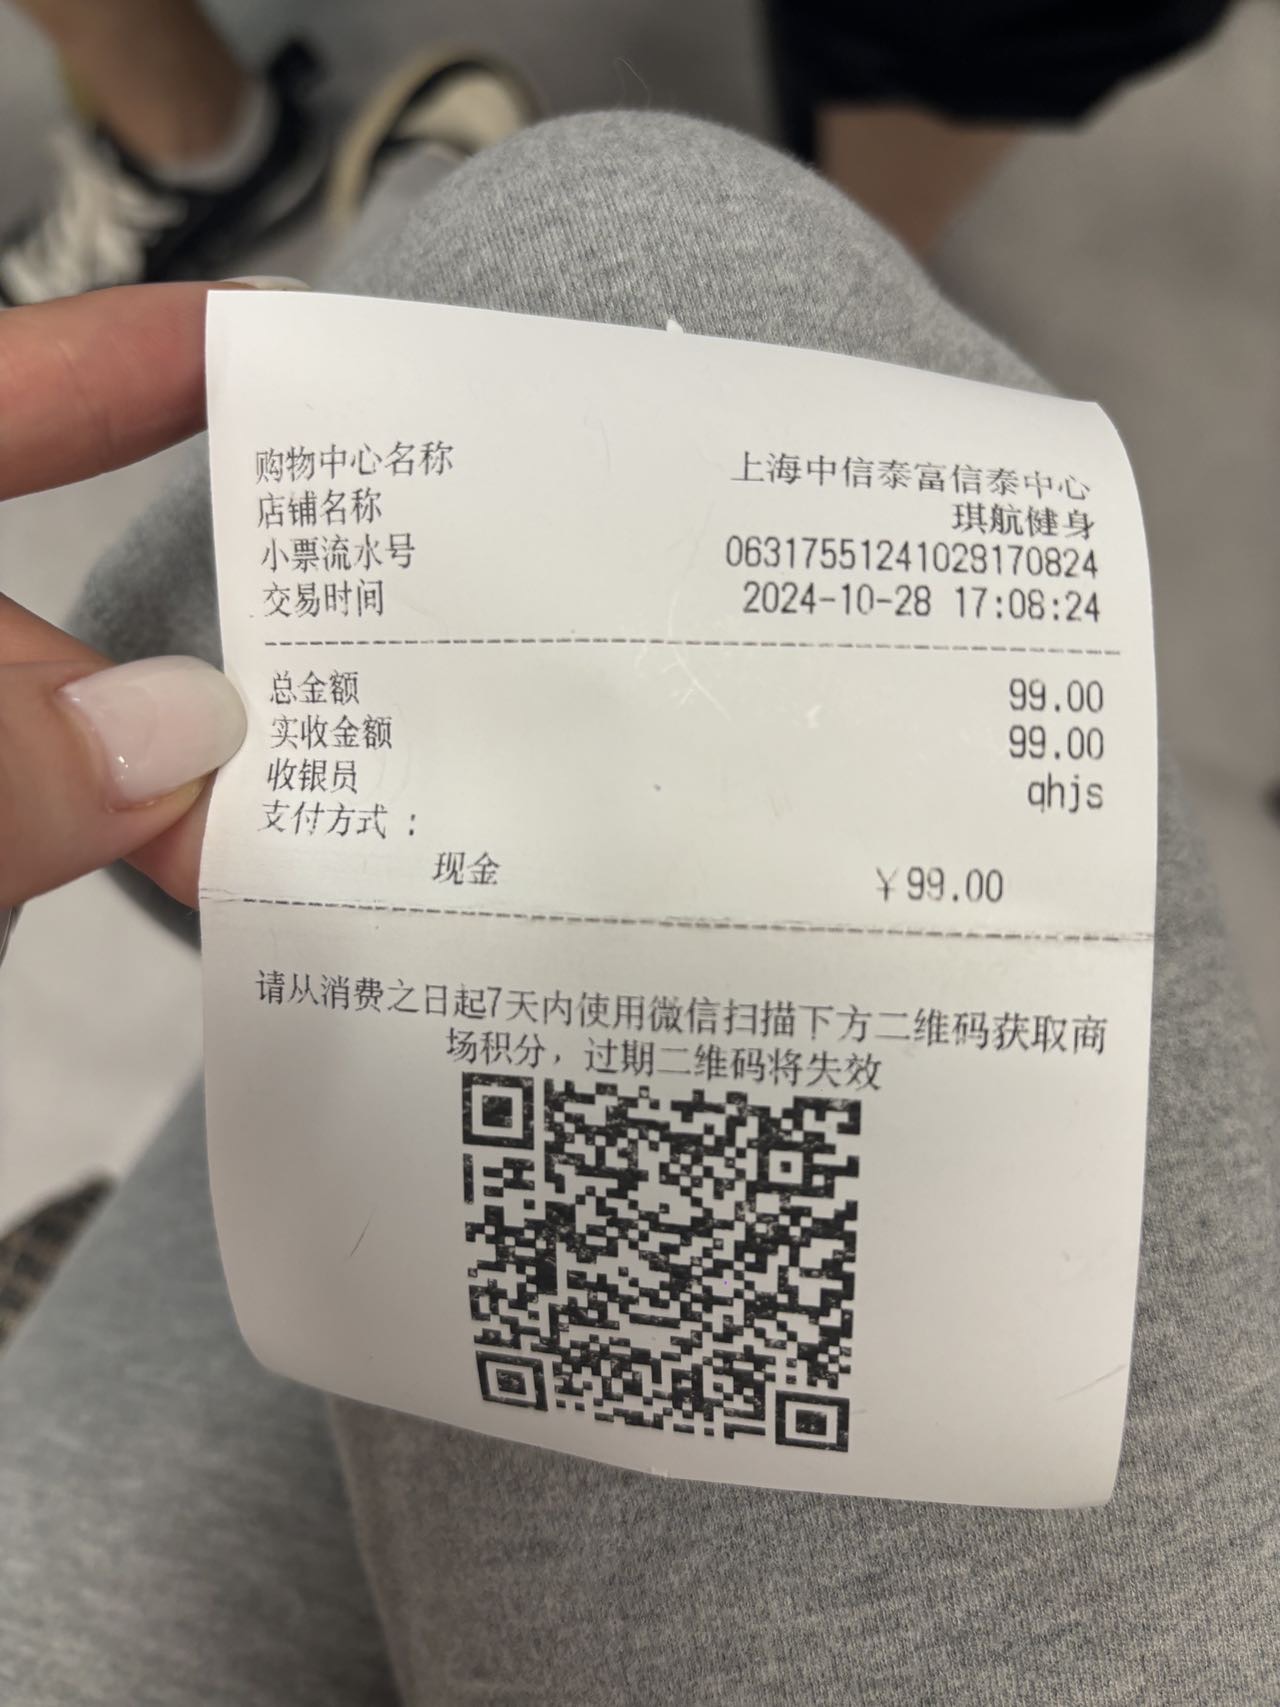 购物中心名称 上海中信泰富信泰中心
店铺名称 琪航健身
小票流水号 06317551241028170824
交易时间 2024-10-28 17:08:24
总金额 99.00
实收金额 99.00
收银员 qhjs
支付方式：
现金 ￥99.00
请从消费之日起7天内使用微信扫描下方二维码获取商
场积分，过期二维码将失效